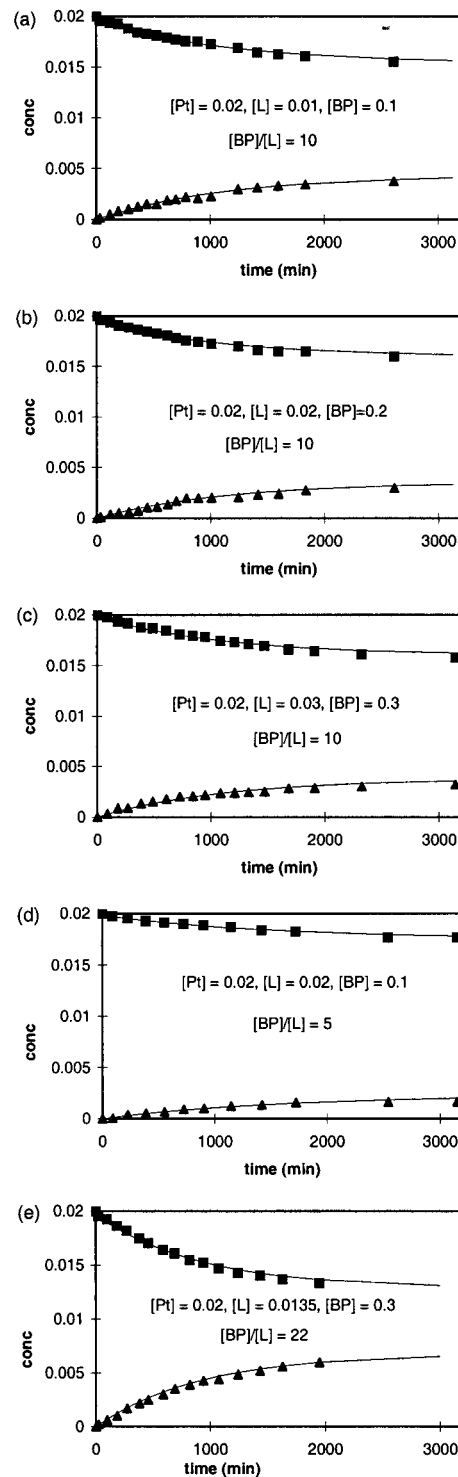 (a)
0.02
0.015
0.01
0.005
0
conc
[Pt] = 0.02, [L] = 0.01, [BP] = 0.1
[BP]/[L] = 10
0 1000 2000 3000
time (min)
(b)
0.02
0.015
0.01
0.005
0
conc
[Pt] = 0.02, [L] = 0.02, [BP]=0.2
[BP]/[L] = 10
0 1000 2000 3000
time (min)
(c)
0.02
0.015
0.01
0.005
0
conc
[Pt] = 0.02, [L] = 0.03, [BP] = 0.3
[BP]/[L] = 10
0 1000 2000 3000
time (min)
(d)
0.02
0.015
0.01
0.005
0
conc
[Pt] = 0.02, [L] = 0.02, [BP] = 0.1
[BP]/[L] = 5
0 1000 2000 3000
time (min)
(e)
0.02
0.015
0.01
0.005
0
conc
[Pt] = 0.02, [L] = 0.0135, [BP] = 0.3
[BP]/[L] = 22
0 1000 2000 3000
time (min)